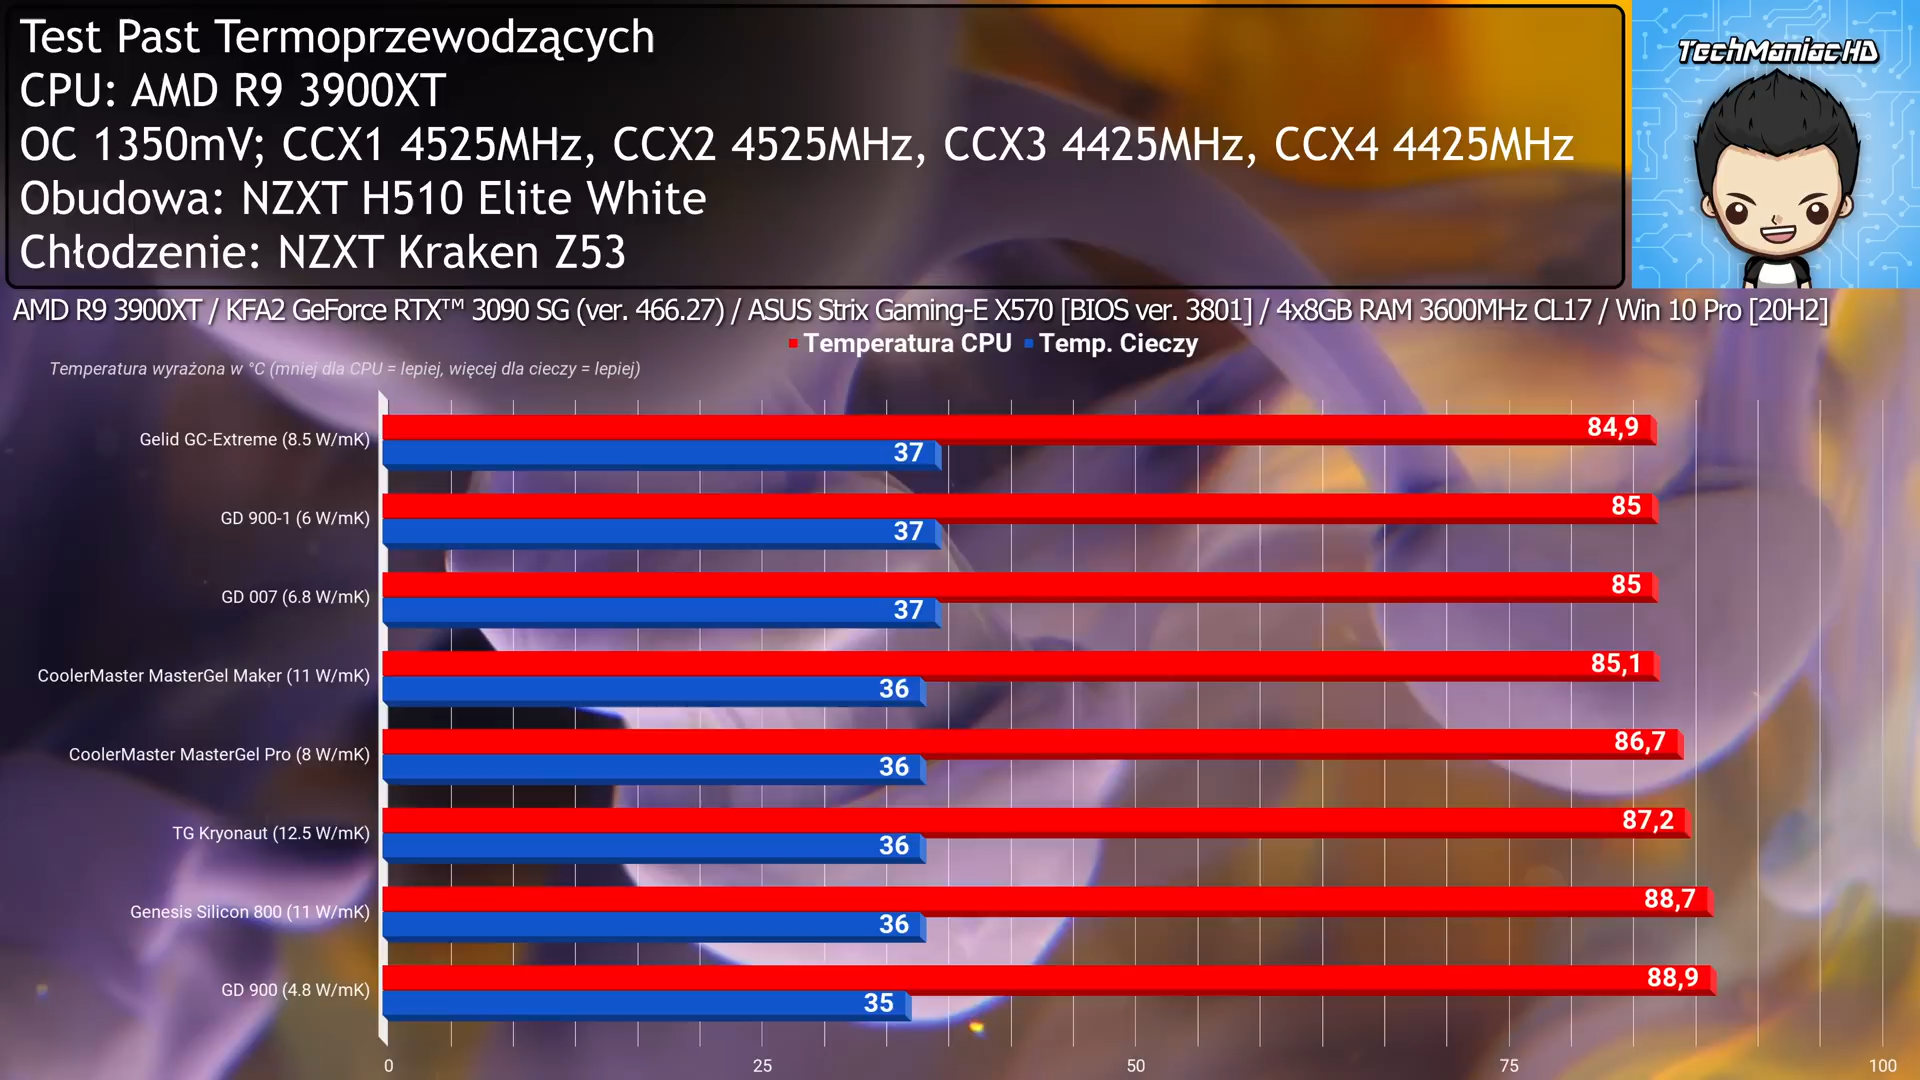 Test Past Termoprzewodzących
CPU: AMD R9 3900XT
OC 1350mV; CCX1 4525MHz, CCX2 4525MHz, CCX3 4425MHz, CCX4 4425MHz
Obudowa: NZXT H510 Elite White
Chłodzenie: NZXT Kraken Z53
TechManiacHD
AMD R9 3900XT / KFA2 GeForce RTX™ 3090 SG (ver. 466.27) / ASUS Strix Gaming-E X570 [BIOS ver. 3801] / 4x8GB RAM 3600MHz CL17 / Win 10 Pro [20H2]
Temperatura CPU Temp. Cieczy
Temperatura wyrażona w °C (mniej dla CPU = lepiej, więcej dla cieczy = lepiej)
Gelid GC-Extreme (8.5 W/mK) 84,9
37
GD 900-1 (6 W/mK) 85
37
GD 007 (6.8 W/mK) 85
37
CoolerMaster MasterGel Maker (11 W/mK) 85,1
36
CoolerMaster MasterGel Pro (8 W/mK) 86,7
36
TG Kryonaut (12.5 W/mK) 87,2
36
Genesis Silicon 800 (11 W/mK) 88,7
36
GD 900 (4.8 W/mK) 88,9
35
0 25 50 75 100